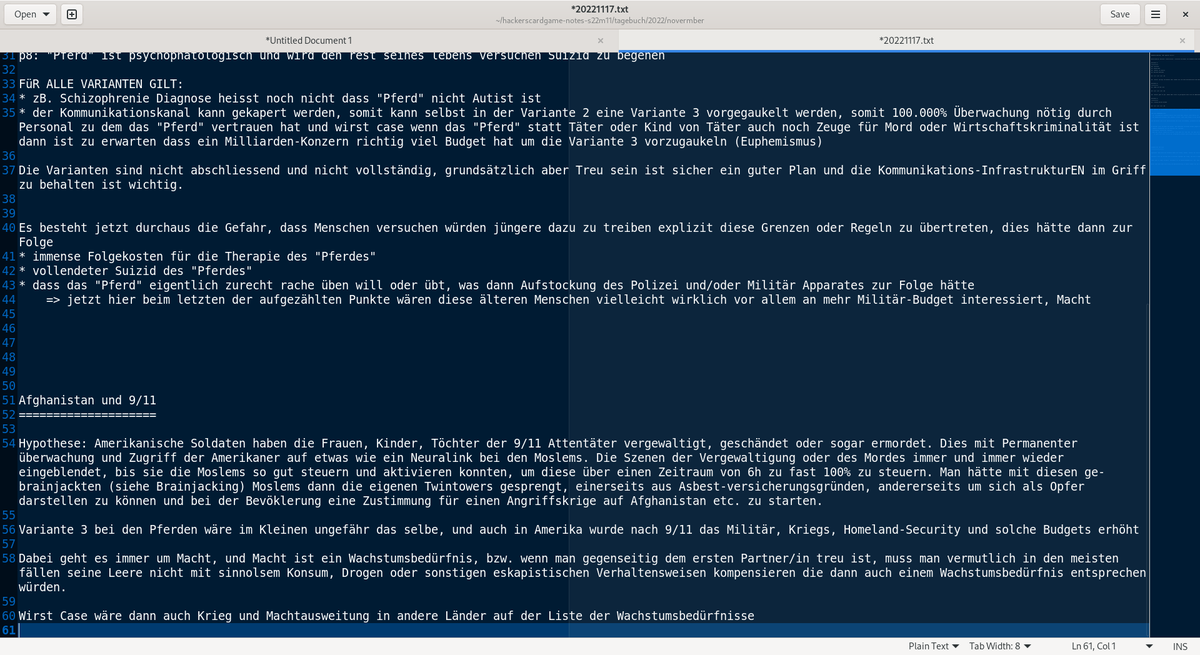 Open
*20221117.txt
~/hackerscardgame-notes-s22m11/tagebuch/2022/novermber
Save
*Untitled Document 1
*20221117.txt
31 p8: "Pferd" ist psychophatologisch und wird den rest seines lebens versuchen Suizid zu begehen
32
33 FüR ALLE VARIANTEN GILT:
34 * zB. Schizophrenie Diagnose heisst noch nicht dass "Pferd" nicht Autist ist
35 * der Kommunikationskanal kann gekapert werden, somit kann selbst in der Variante 2 eine Variante 3 vorgegaukelt werden, somit 100.000% Überwachung nötig durch
Personal zu dem das "Pferd" vertrauen hat und wirst case wenn das "Pferd" statt Täter oder Kind von Täter auch noch Zeuge für Mord oder Wirtschaftskriminalität ist
dann ist zu erwarten dass ein Milliarden-Konzern richtig viel Budget hat um die Variante 3 vorzugaukeln (Euphemismus)
36
37 Die Varianten sind nicht abschliessend und nicht vollständig, grundsätzlich aber Treu sein ist sicher ein guter Plan und die Kommunikations-InfrastrukturEN im Griff
zu behalten ist wichtig.
38
39
40 Es besteht jetzt durchaus die Gefahr, dass Menschen versuchen würden jüngere dazu zu treiben explizit diese Grenzen oder Regeln zu übertreten, dies hätte dann zur
Folge
41 * immense Folgekosten für die Therapie des "Pferdes"
42 * vollendeter Suizid des "Pferdes"
43 * dass das "Pferd" eigentlich zurecht rache üben will oder übt, was dann Aufstockung des Polizei und/oder Militär Apparates zur Folge hätte
44 => jetzt hier beim letzten der aufgezählten Punkte wären diese älteren Menschen vielleicht wirklich vor allem an mehr Militär-Budget interessiert, Macht
45
46
47
48
49
50
51 Afghanistan und 9/11
52 ====================
53
54 Hypothese: Amerikanische Soldaten haben die Frauen, Kinder, Töchter der 9/11 Attentäter vergewaltigt, geschändet oder sogar ermordet. Dies mit Permanenter
überwachung und Zugriff der Amerikaner auf etwas wie ein Neuralink bei den Moslems. Die Szenen der Vergewaltigung oder des Mordes immer und immer wieder
eingeblendet, bis sie die Moslems so gut steuern und aktivieren konnten, um diese über einen Zeitraum von 6h zu fast 100% zu steuern. Man hätte mit diesen ge-
brainjackten (siehe Brainjacking) Moslems dann die eigenen Twintowers gesprengt, einerseits aus Asbest-versicherungsgründen, andererseits um sich als Opfer
darstellen zu können und bei der Bevöklerung eine Zustimmung für einen Angriffskrige auf Afghanistan etc. zu starten.
55
56 Variante 3 bei den Pferden wäre im Kleinen ungefähr das selbe, und auch in Amerika wurde nach 9/11 das Militär, Kriegs, Homeland-Security und solche Budgets erhöht
57
58 Dabei geht es immer um Macht, und Macht ist ein Wachstumsbedürfnis, bzw. wenn man gegenseitig dem ersten Partner/in treu ist, muss man vermutlich in den meisten
fällen seine Leere nicht mit sinnolsem Konsum, Drogen oder sonstigen eskapistischen Verhaltensweisen kompensieren die dann auch einem Wachstumsbedürfnis entsprechen
würden.
59
60 Wirst Case wäre dann auch Krieg und Machtausweitung in andere Länder auf der Liste der Wachstumsbedürfnisse
61
Plain Text Tab Width: 8 Ln 61, Col 1 INS